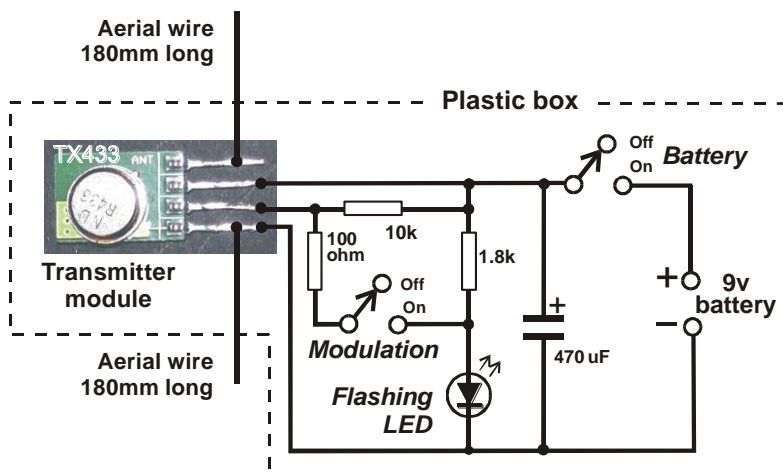 Aerial wire
180mm long
Plastic box
TX433
ANT
R433
Off
On
Battery
10k
100
ohm
1.8k
Transmitter
module
Off
On
Modulation
+
9v
battery
−
+
470 uF
Aerial wire
180mm long
Flashing
LED